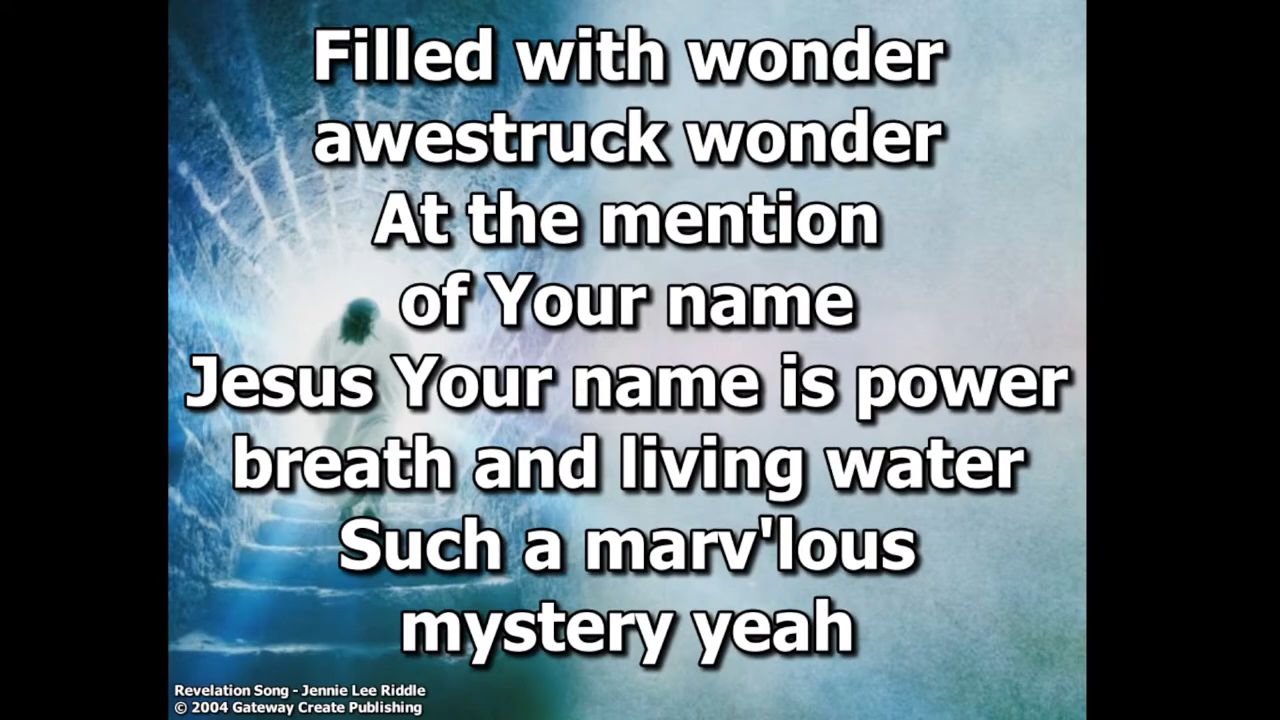 Filled with wonder
awestruck wonder
At the mention
of Your name
Jesus Your name is power
breath and living water
Such a marv'lous
mystery yeah
Revelation Song - Jennie Lee Riddle
© 2004 Gateway Create Publishing